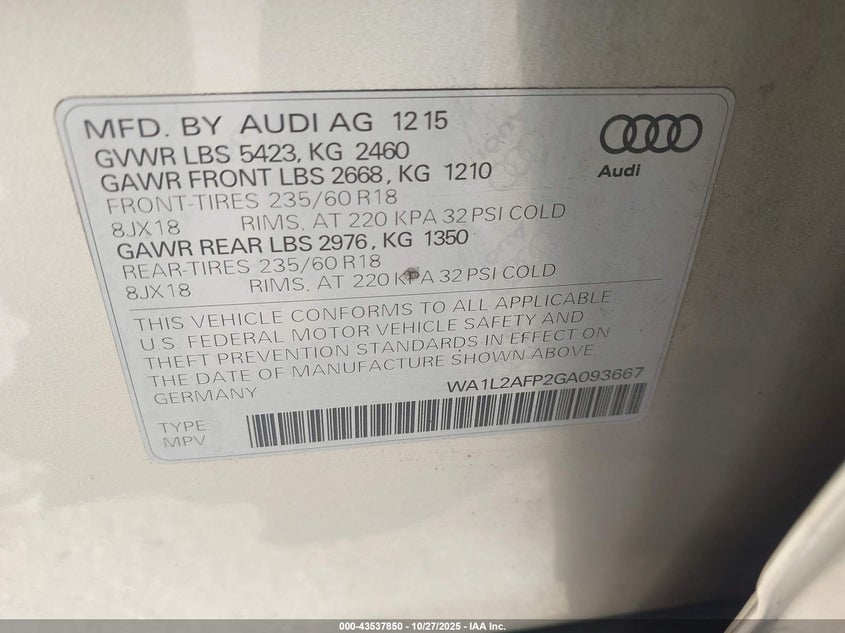 MFD. BY AUDI AG 12 15
GVWR LBS 5423, KG 2460
GAWR FRONT LBS 2668, KG 1210
FRONT-TIRES 235/60 R18
8JX18 RIMS, AT 220 KPA 32 PSI COLD
GAWR REAR LBS 2976, KG 1350
REAR-TIRES 235/60 R18
8JX18 RIMS, AT 220 KPA 32 PSI COLD
Audi
THIS VEHICLE CONFORMS TO ALL APPLICABLE
U.S. FEDERAL MOTOR VEHICLE SAFETY AND
THEFT PREVENTION STANDARDS IN EFFECT ON
THE DATE OF MANUFACTURE SHOWN ABOVE
GERMANY WA1L2AFP2GA093667
TYPE
MPV
000-43537850 | 10/27/2025 - IAA Inc.